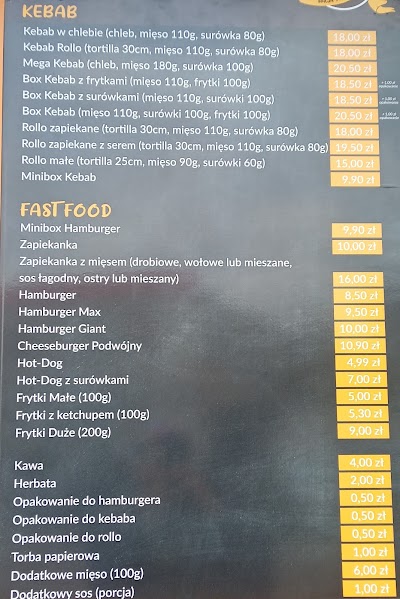 KEBAB
Kebab w chlebie (chleb, mięso 110g, surówka 80g) 18,00 zł
Kebab Rollo (tortilla 30cm, mięso 110g, surówka 80g) 18,00 zł
Mega Kebab (chleb, mięso 180g, surówka 100g) 20,50 zł
Box Kebab z frytkami (mięso 110g, frytki 100g) 18,50 zł
Box Kebab z surówkami (mięso 110g, surówki 100g) 18,50 zł
Box Kebab (mięso 110g, surówki 100g, frytki 100g) 20,50 zł
Rollo zapiekane (tortilla 30cm, mięso 110g, surówka 80g) 18,00 zł
Rollo zapiekane z serem (tortilla 30cm, mięso 110g, surówka 80g) 19,50 zł
Rollo małe (tortilla 25cm, mięso 90g, surówki 60g) 15,00 zł
Minibox Kebab 9,90 zł
FAST FOOD
Minibox Hamburger 9,90 zł
Zapiekanka 10,00 zł
Zapiekanka z mięsem (drobiowe, wołowe lub mieszane,
sos łagodny, ostry lub mieszany) 16,00 zł
Hamburger 8,50 zł
Hamburger Max 9,50 zł
Hamburger Giant 10,00 zł
Cheeseburger Podwójny 10,90 zł
Hot-Dog 4,99 zł
Hot-Dog z surówkami 7,00 zł
Frytki Małe (100g) 5,00 zł
Frytki z ketchupem (100g) 5,30 zł
Frytki Duże (200g) 9,00 zł
Kawa 4,00 zł
Herbata 2,00 zł
Opakowanie do hamburgera 0,50 zł
Opakowanie do kebaba 0,50 zł
Opakowanie do rollo 0,50 zł
Torba papierowa 1,00 zł
Dodatkowe mięso (100g) 6,00 zł
Dodatkowy sos (porcja) 1,00 zł